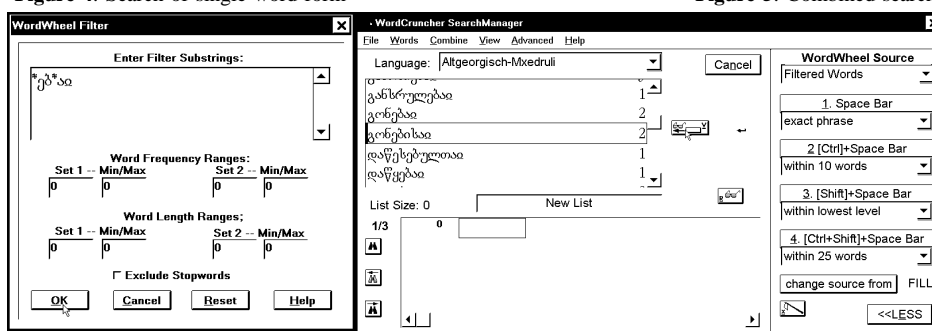 Figure 4. Search of single word form
Figure 5. Combined search
WordWheel Filter
Enter Filter Substrings:
*ებ*აჲ
Word Frequency Ranges:
Set 1 -- Min/Max Set 2 -- Min/Max
0 0 0 0
Word Length Ranges;
Set 1 -- Min/Max Set 2 -- Min/Max
0 0 0 0
Exclude Stopwords
OK Cancel Reset Help
WordCruncher SearchManager
File Words Combine View Advanced Help
Language: Altgeorgisch-Mxedruli Cancel
განსრულებაჲ 1
გონებაჲ 2
გონებისაჲ 2
დაწესებულთაჲ 1
დაწყებაჲ 1
List Size: 0 New List
1/3 0
WordWheel Source
Filtered Words
1. Space Bar
exact phrase
2 [Ctrl]+Space Bar
within 10 words
3. [Shift]+Space Bar
within lowest level
4. [Ctrl+Shift]+Space Bar
within 25 words
change source from FILL
<<LESS